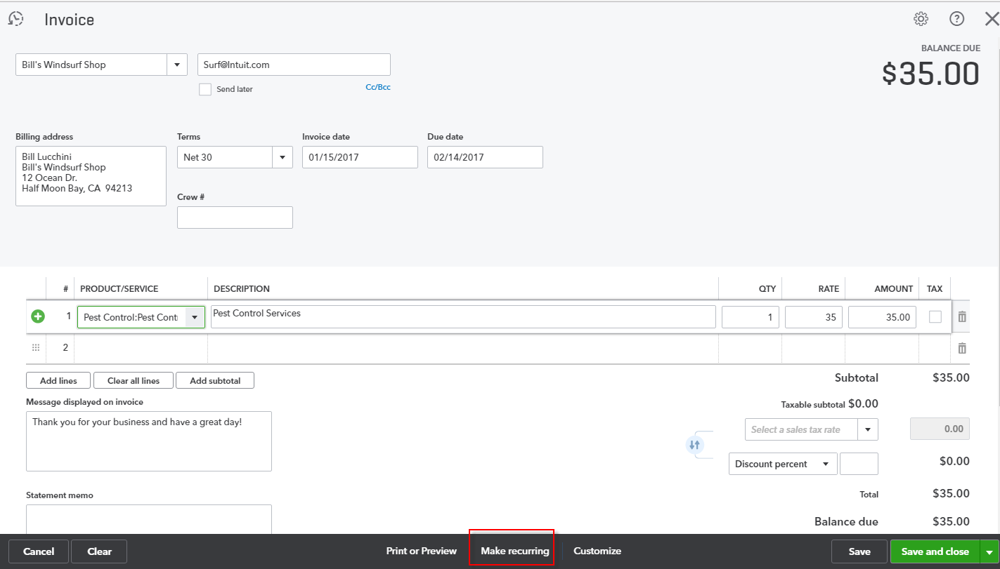 Invoice
BALANCE DUE
$35.00
Bill's Windsurf Shop
Surf@Intuit.com
Send later
Cc/Bcc
Billing address
Terms
Invoice date
Due date
Bill Lucchini
Bill's Windsurf Shop
12 Ocean Dr.
Half Moon Bay, CA 94213
Net 30
01/15/2017
02/14/2017
Crew #
# PRODUCT/SERVICE DESCRIPTION QTY RATE AMOUNT TAX
1 Pest Control:Pest Cont Pest Control Services 1 35 35.00
2
Add lines Clear all lines Add subtotal
Subtotal $35.00
Message displayed on invoice
Taxable subtotal $0.00
Thank you for your business and have a great day!
Select a sales tax rate 0.00
Discount percent $0.00
Statement memo
Total $35.00
Balance due $35.00
Cancel Clear Print or Preview Make recurring Customize Save Save and close